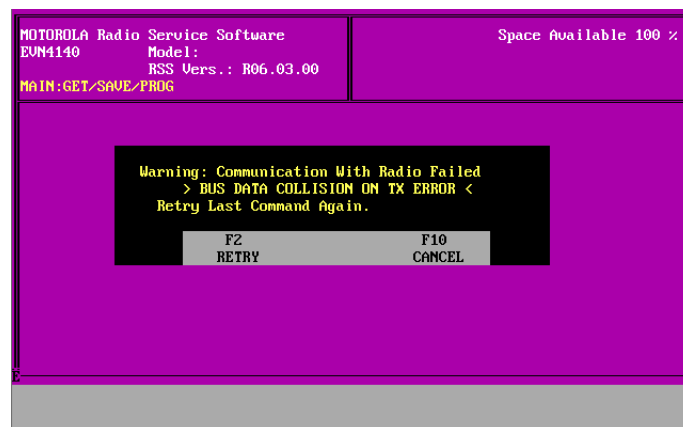 MOTOROLA Radio Service Software
Space Available 100 %
EVN4140 Model:
RSS Vers.: R06.03.00
MAIN:GET/SAVE/PROG
Warning: Communication With Radio Failed
> BUS DATA COLLISION ON TX ERROR <
Retry Last Command Again.
F2 F10
RETRY CANCEL
E